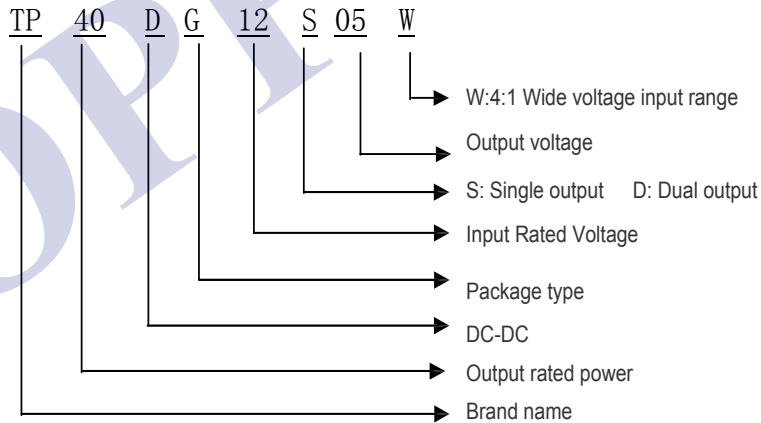 TP 40 D G 12 S 05 W
W:4:1 Wide voltage input range
Output voltage
S: Single output D: Dual output
Input Rated Voltage
Package type
DC-DC
Output rated power
Brand name